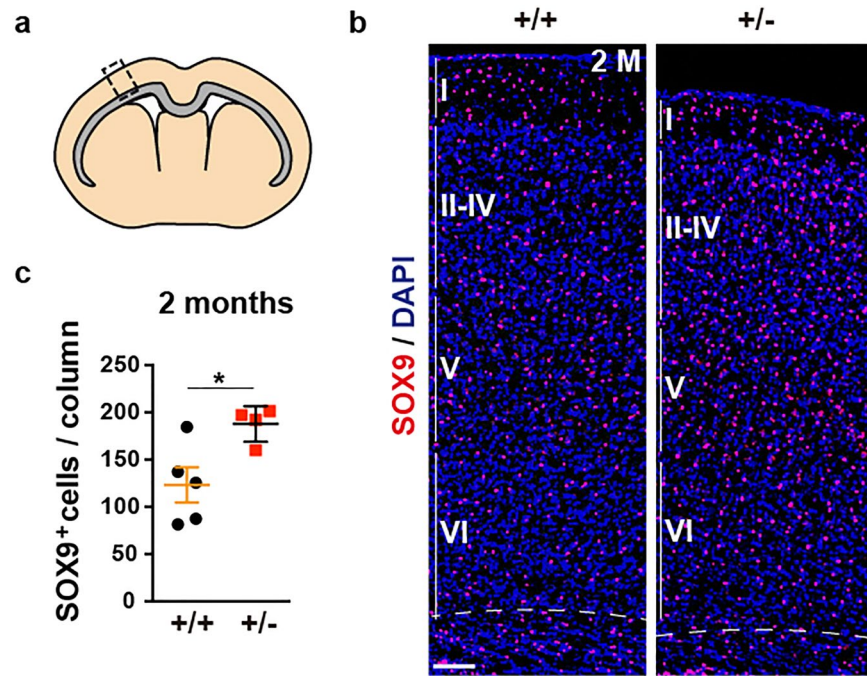 a
b
+/+
+/-
2 M
I
II-IV
V
VI
I
II-IV
V
VI
SOX9 / DAPI
c
2 months
*
SOX9+ cells / column
250
200
150
100
50
0
+/+
+/-